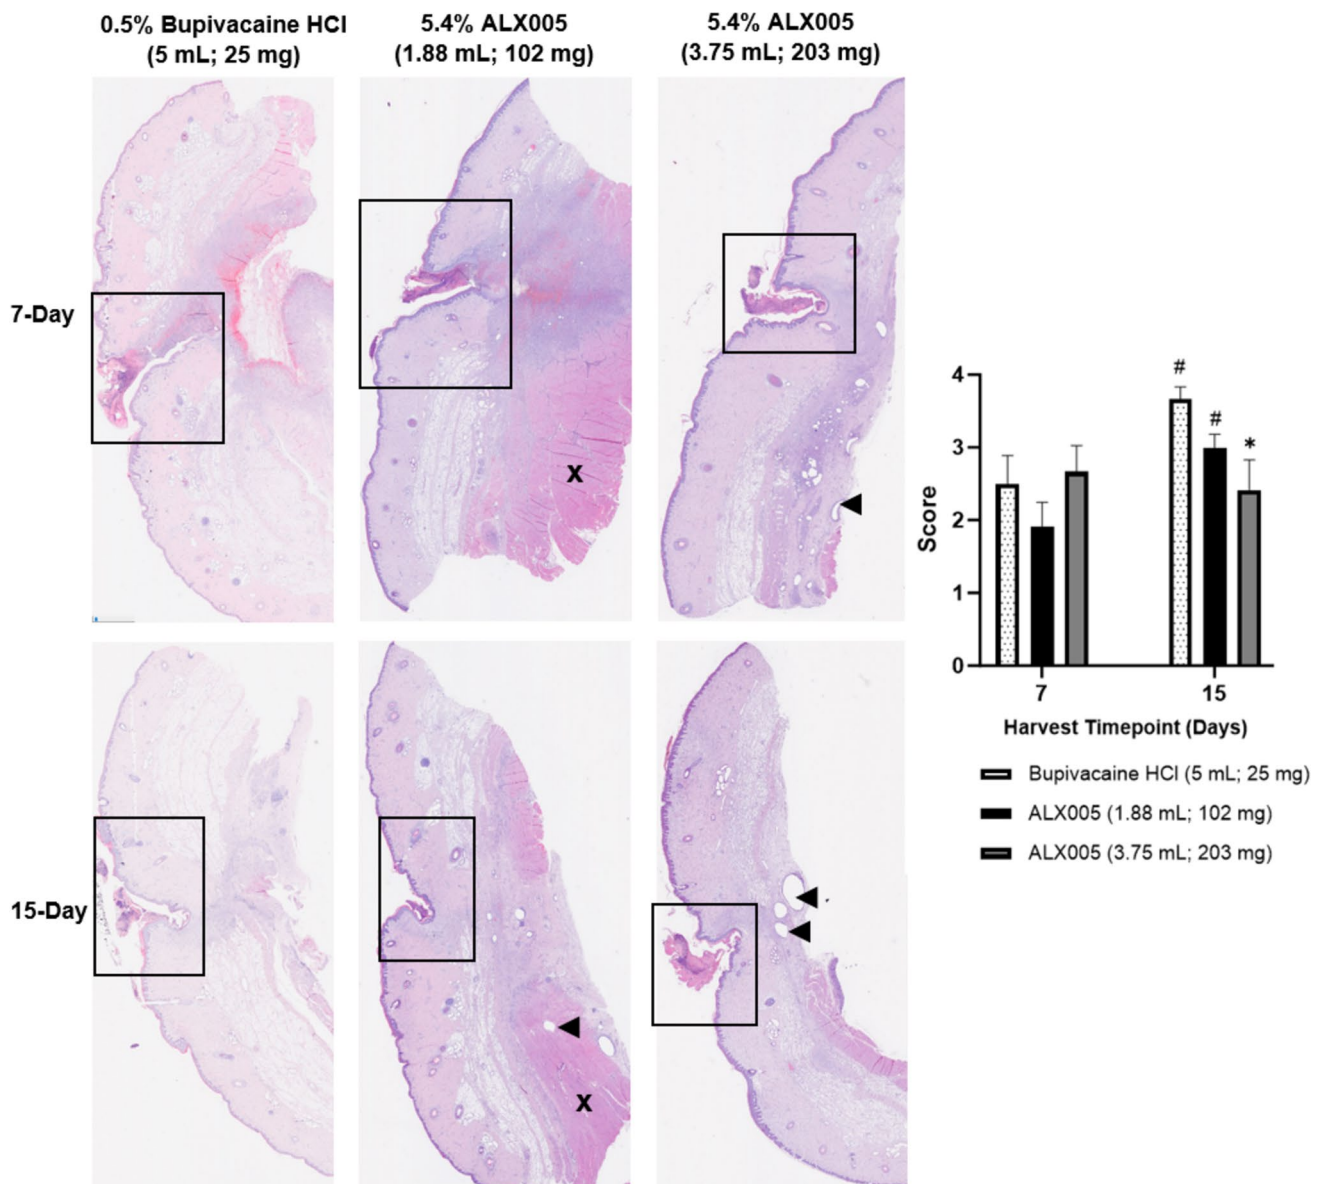 0.5% Bupivacaine HCl
(5 mL; 25 mg)
5.4% ALX005
(1.88 mL; 102 mg)
5.4% ALX005
(3.75 mL; 203 mg)
7-Day
x
15-Day
x
4
3
2
1
0
Score
#
#
*
7
15
Harvest Timepoint (Days)
Bupivacaine HCl (5 mL; 25 mg)
ALX005 (1.88 mL; 102 mg)
ALX005 (3.75 mL; 203 mg)